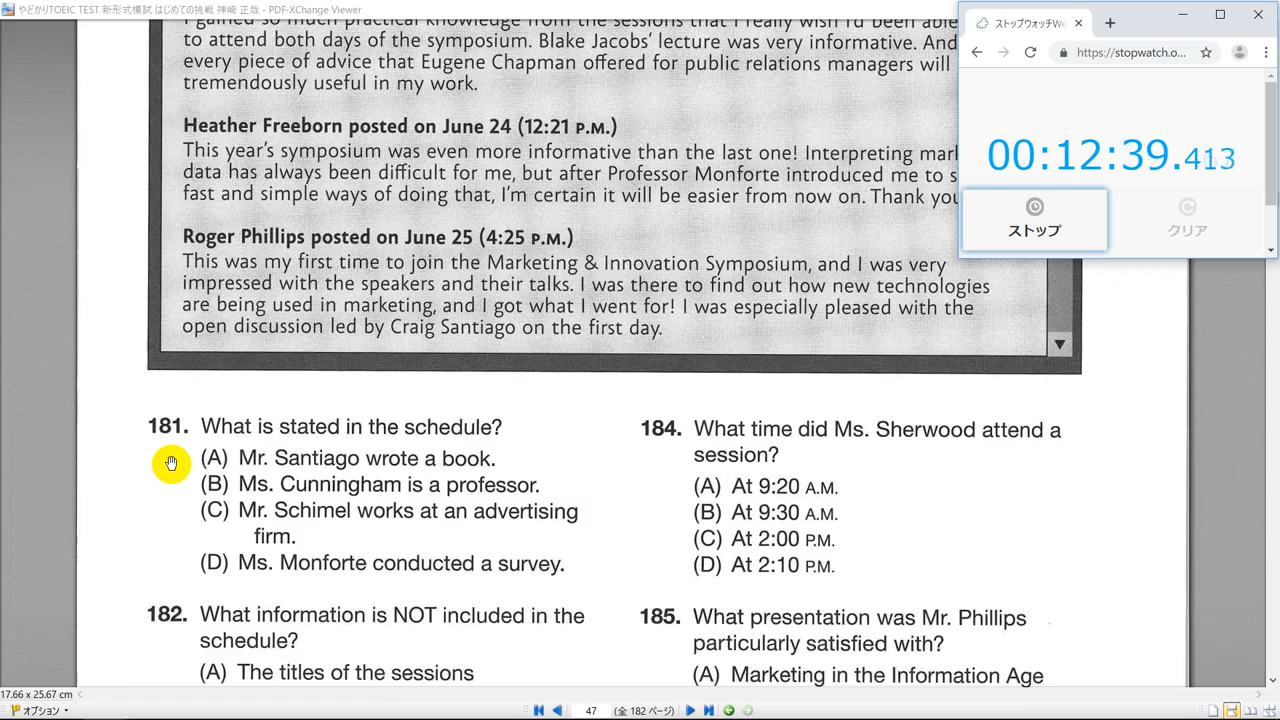 やどかりTOEIC TEST 新形式模試 はじめての挑戦 神崎 正哉 - PDF-XChange Viewer
I gained so much practical knowledge from the sessions that I really wish I'd been able
to attend both days of the symposium. Blake Jacobs' lecture was very informative. And
every piece of advice that Eugene Chapman offered for public relations managers will
tremendously useful in my work.
Heather Freeborn posted on June 24 (12:21 P.M.)
This year's symposium was even more informative than the last one! Interpreting
data has always been difficult for me, but after Professor Monforte introduced me to
fast and simple ways of doing that, I'm certain it will be easier from now on. Thank you
Roger Phillips posted on June 25 (4:25 P.M.)
This was my first time to join the Marketing & Innovation Symposium, and I was very
impressed with the speakers and their talks. I was there to find out how new technologies
are being used in marketing, and I got what I went for! I was especially pleased with the
open discussion led by Craig Santiago on the first day.
181. What is stated in the schedule?
(A) Mr. Santiago wrote a book.
(B) Ms. Cunningham is a professor.
(C) Mr. Schimel works at an advertising
firm.
(D) Ms. Monforte conducted a survey.
182. What information is NOT included in the
schedule?
(A) The titles of the sessions
184. What time did Ms. Sherwood attend a
session?
(A) At 9:20 A.M.
(B) At 9:30 A.M.
(C) At 2:00 P.M.
(D) At 2:10 P.M.
185. What presentation was Mr. Phillips
particularly satisfied with?
(A) Marketing in the Information Age
ストップウォッチWe
https://stopwatch.o...
00:12:39.413
ストップ
クリア
17.66 x 25.67 cm
オプション
47
(全 182 ページ)